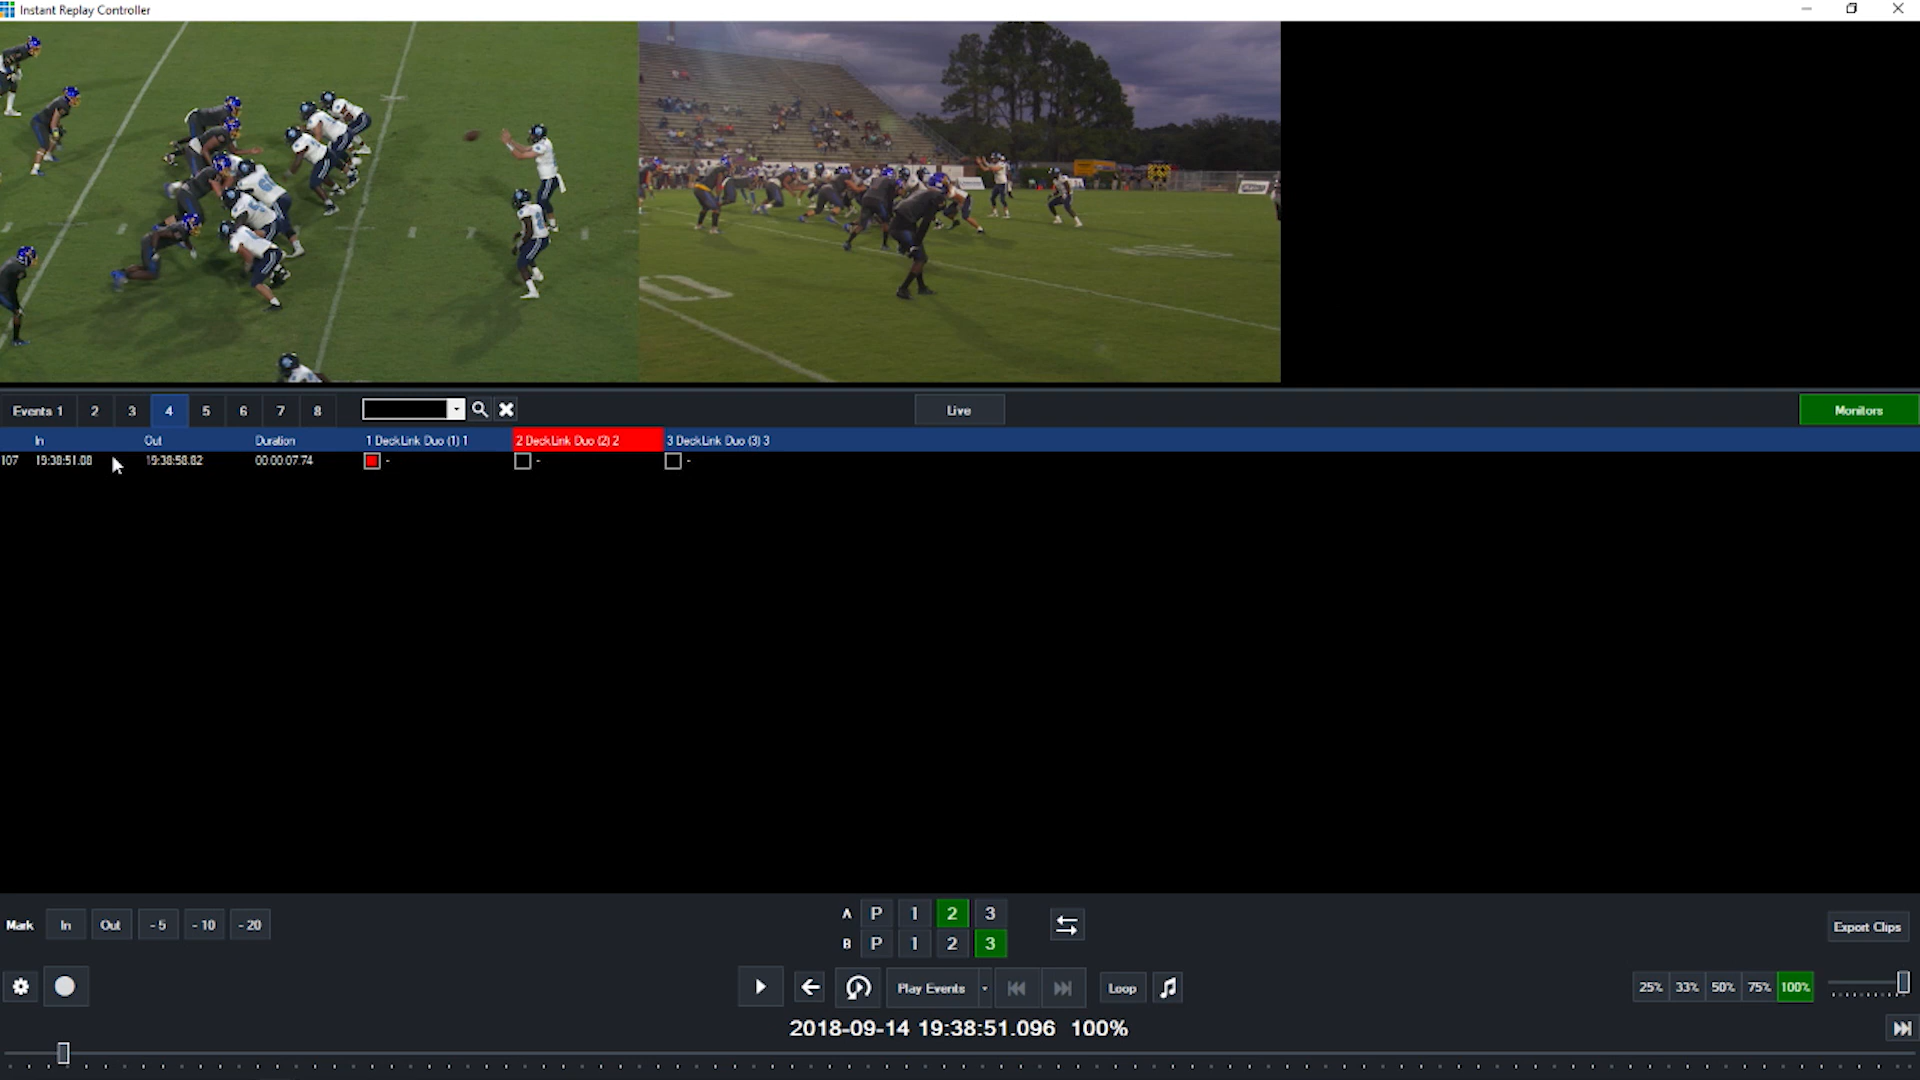 Instant Replay Controller
Events 1 2 3 4 5 6 7 8 Live Monitors
In Out Duration 1 DeckLink Duo (1) 1 2 DeckLink Duo (2) 2 3 DeckLink Duo (3) 3
107 19:38:51.08 19:38:58.82 00:00:07.74 - - -
Mark In Out - 5 - 10 - 20
A P 1 2 3
B P 1 2 3
Export Clips
Play Events Loop 25% 33% 50% 75% 100%
2018-09-14 19:38:51.096 100%